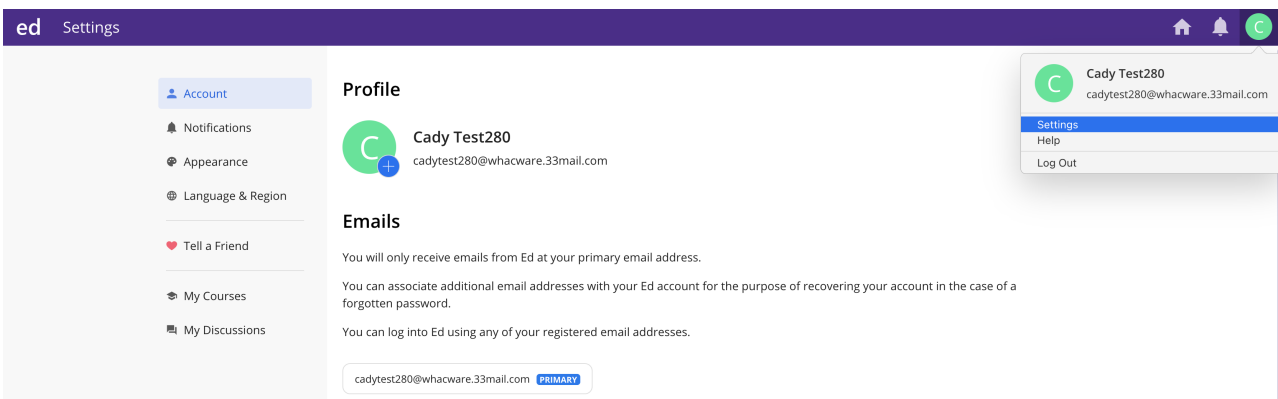 ed Settings
C
C
Cady Test280
cadytest280@whacware.33mail.com
Settings
Help
Log Out
Account
Notifications
Appearance
Language & Region
Tell a Friend
My Courses
My Discussions
Profile
C
Cady Test280
cadytest280@whacware.33mail.com
Emails
You will only receive emails from Ed at your primary email address.
You can associate additional email addresses with your Ed account for the purpose of recovering your account in the case of a
forgotten password.
You can log into Ed using any of your registered email addresses.
cadytest280@whacware.33mail.com PRIMARY